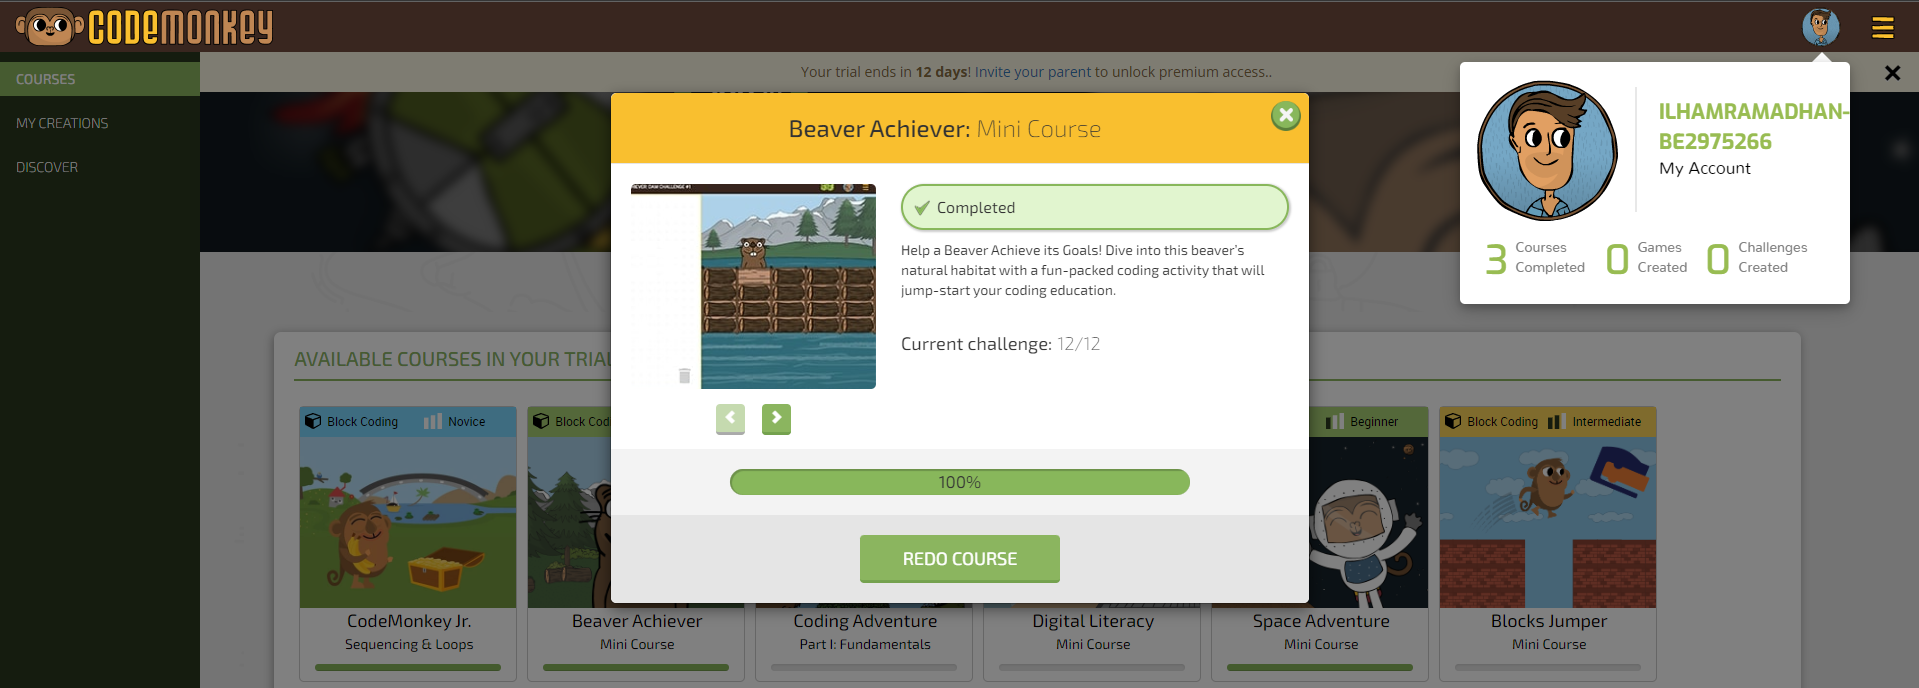 CODEMONKEY
COURSES
MY CREATIONS
DISCOVER
Your trial ends in 12 days! Invite your parent to unlock premium access..
ILHAMRAMADHAN-
BE2975266
My Account
3 Courses Completed
0 Games Created
0 Challenges Created
Beaver Achiever: Mini Course
Completed
Help a Beaver Achieve its Goals! Dive into this beaver's
natural habitat with a fun-packed coding activity that will
jump-start your coding education.
Current challenge: 12/12
100%
REDO COURSE
AVAILABLE COURSES IN YOUR TRIAL
Block Coding Novice
Block Cod
Beginner
Block Coding Intermediate
CodeMonkey Jr.
Sequencing & Loops
Beaver Achiever
Mini Course
Coding Adventure
Part I: Fundamentals
Digital Literacy
Mini Course
Space Adventure
Mini Course
Blocks Jumper
Mini Course